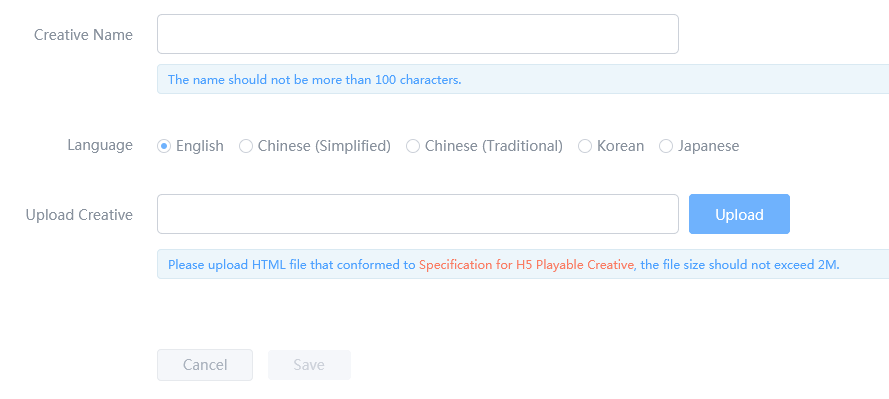 Creative Name
The name should not be more than 100 characters.
Language English Chinese (Simplified) Chinese (Traditional) Korean Japanese
Upload Creative Upload
Please upload HTML file that conformed to Specification for H5 Playable Creative, the file size should not exceed 2M.
Cancel Save